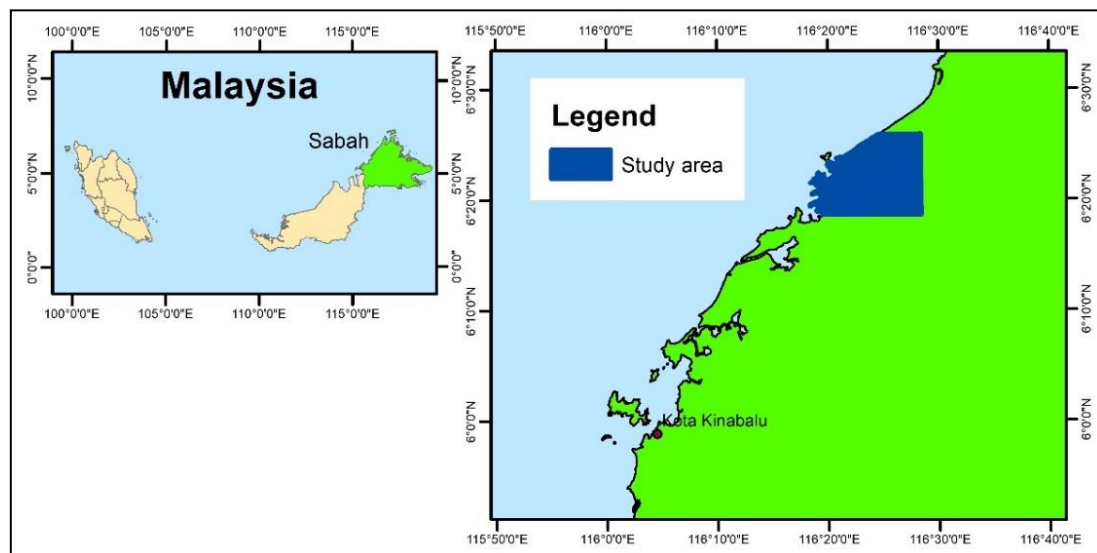 100°0'0"E 105°0'0"E 110°0'0"E 115°0'0"E
10°0'0"N
5°0'0"N
0°0'0"
Malaysia
Sabah
10°0'0"N
5°0'0"N
0°0'0"
100°0'0"E 105°0'0"E 110°0'0"E 115°0'0"E
115°50'0"E 116°0'0"E 116°10'0"E 116°20'0"E 116°30'0"E 116°40'0"E
6°30'0"N
6°20'0"N
6°10'0"N
6°0'0"N
Legend
Study area
Kota Kinabalu
6°30'0"N
6°20'0"N
6°10'0"N
6°0'0"N
115°50'0"E 116°0'0"E 116°10'0"E 116°20'0"E 116°30'0"E 116°40'0"E